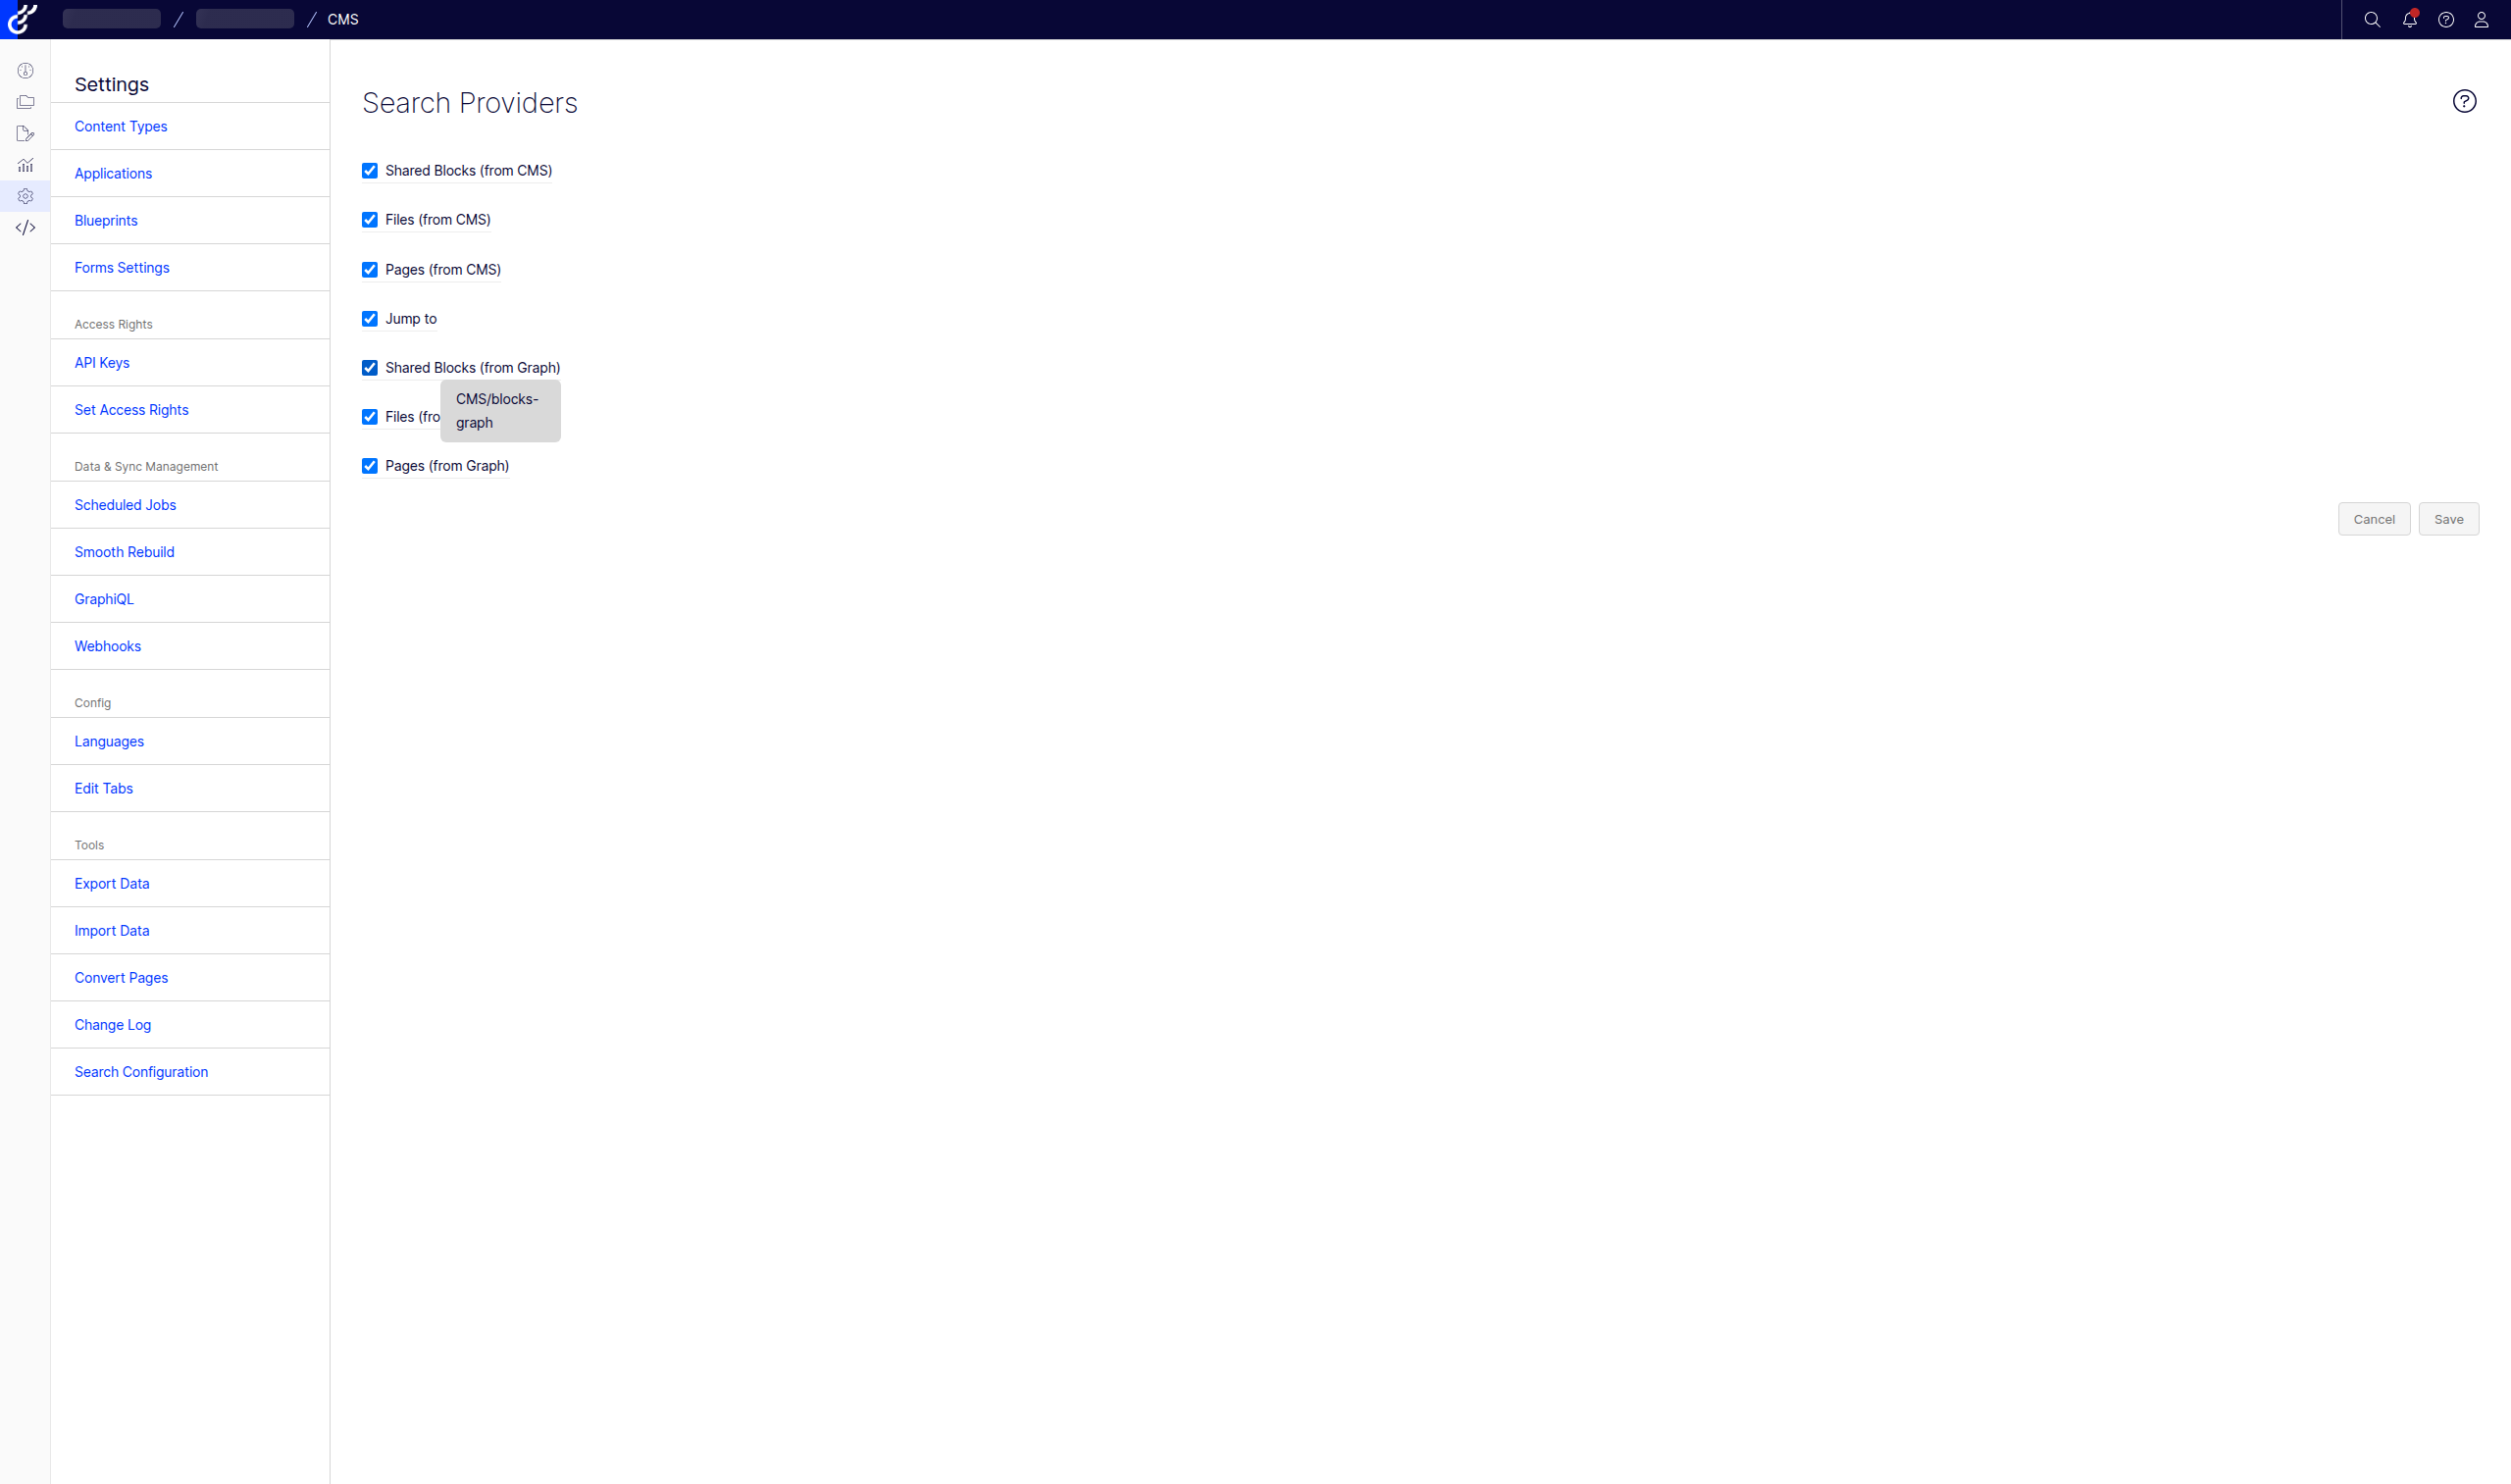 / / CMS
Settings
Content Types
Applications
Blueprints
Forms Settings
Access Rights
API Keys
Set Access Rights
Data & Sync Management
Scheduled Jobs
Smooth Rebuild
GraphiQL
Webhooks
Config
Languages
Edit Tabs
Tools
Export Data
Import Data
Convert Pages
Change Log
Search Configuration
Search Providers
Shared Blocks (from CMS)
Files (from CMS)
Pages (from CMS)
Jump to
Shared Blocks (from Graph)
CMS/blocks-
graph
Files (fro
Pages (from Graph)
Cancel Save